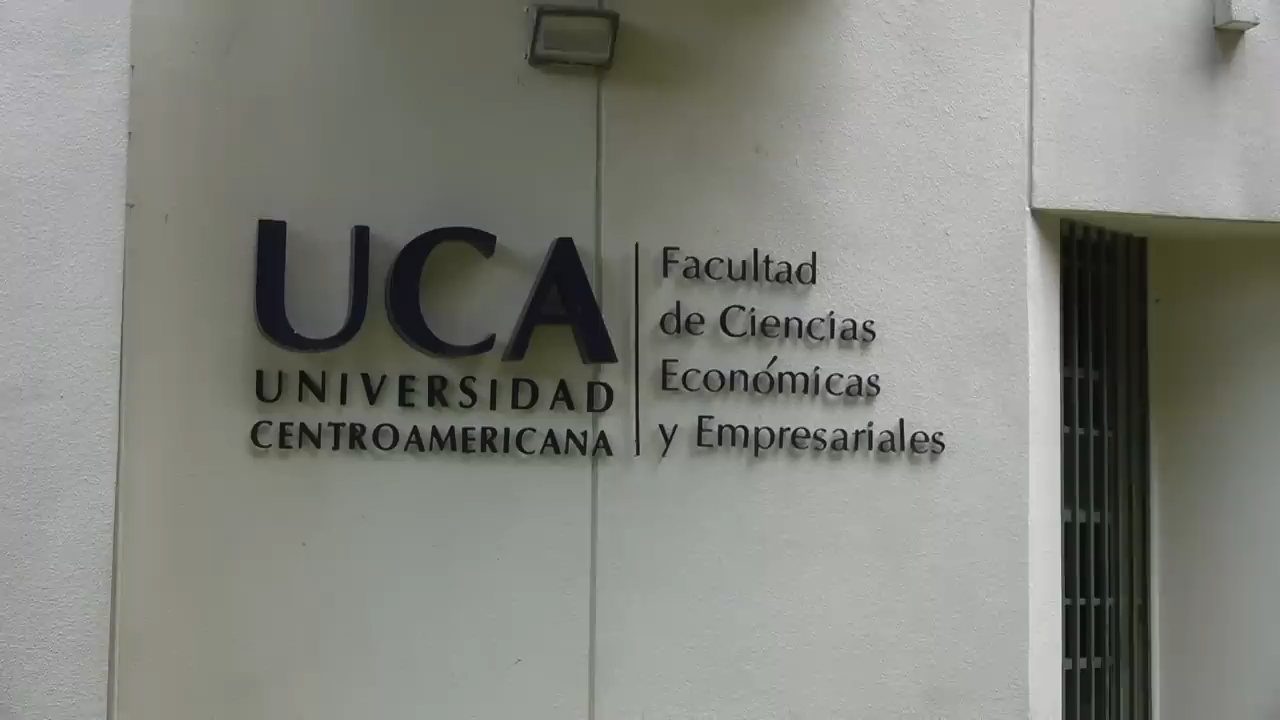 UCA
UNIVERSIDAD
CENTROAMERICANA
Facultad
de Ciencias
Económicas
y Empresariales